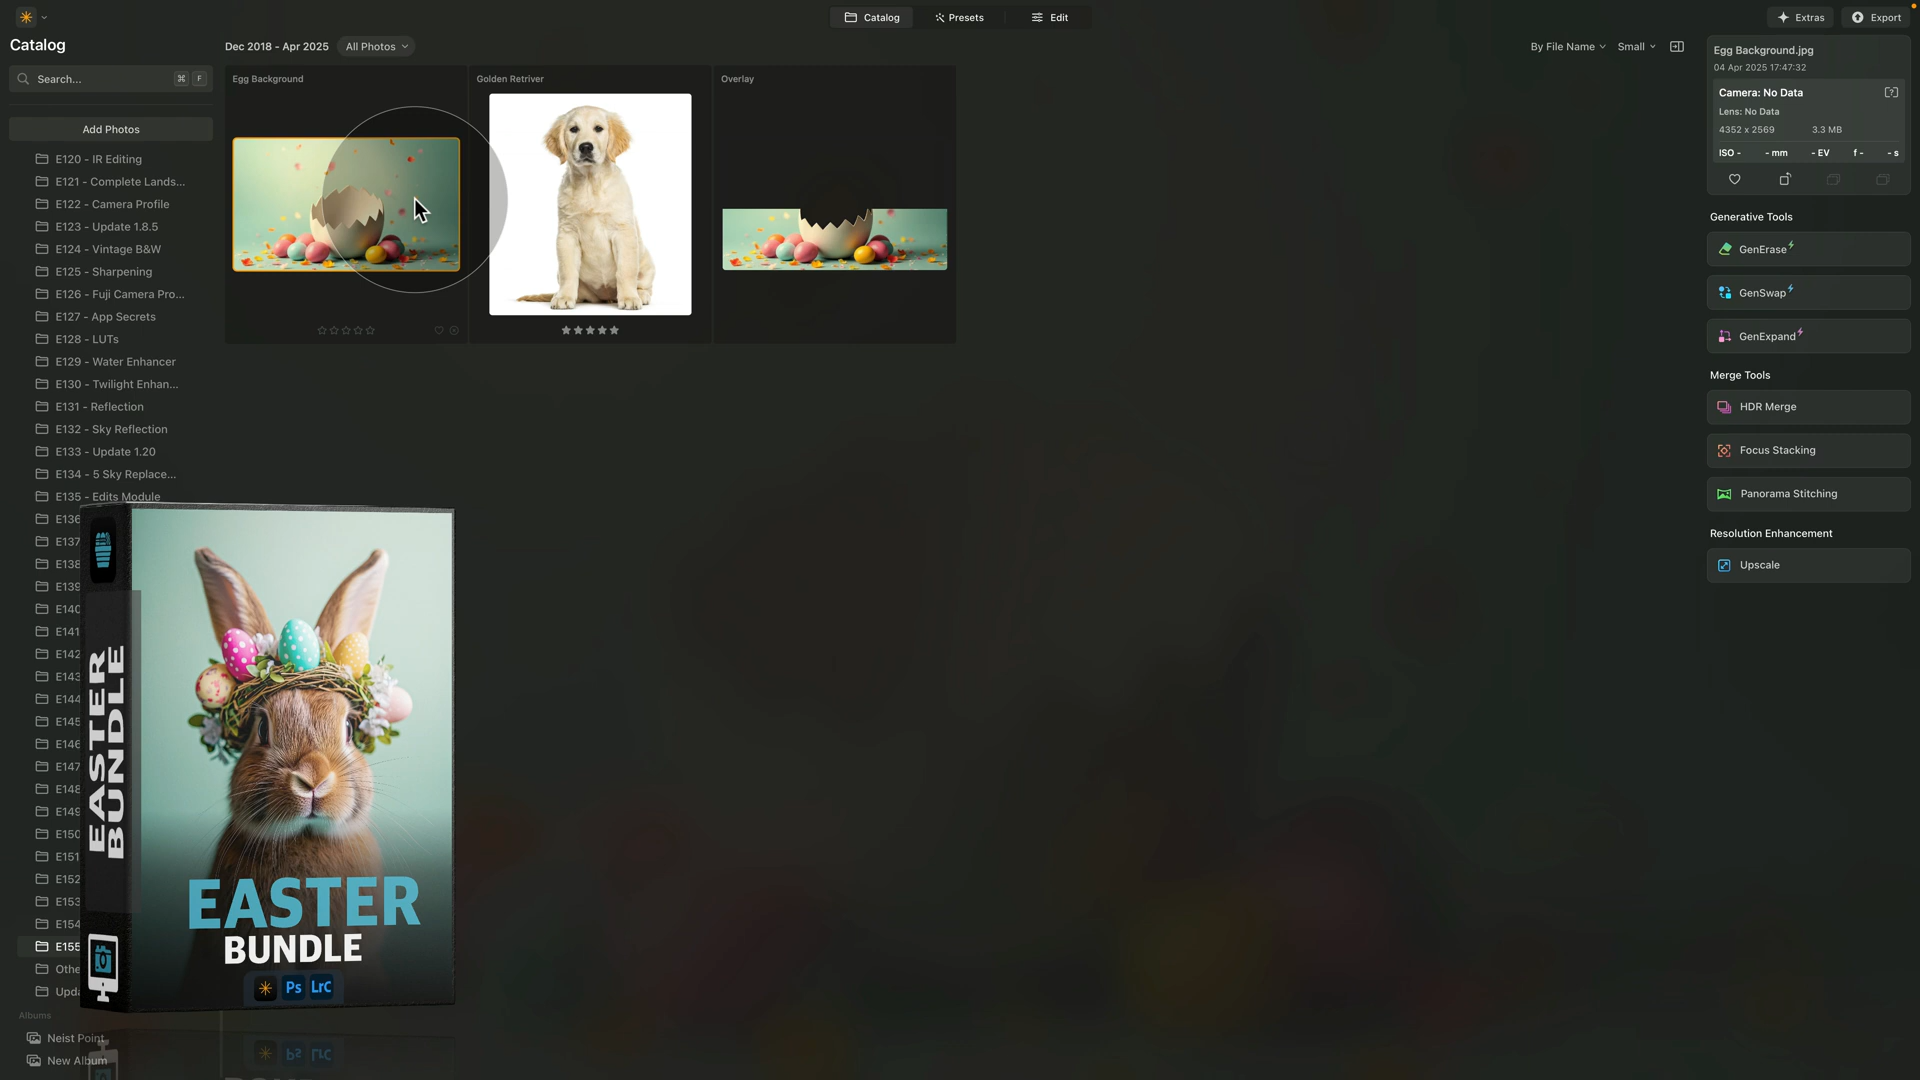 Catalog
Presets
Edit
Extras
Export
Catalog
Search...
⌘ F
Add Photos
E120 - IR Editing
E121 - Complete Lands...
E122 - Camera Profile
E123 - Update 1.8.5
E124 - Vintage B&W
E125 - Sharpening
E126 - Fuji Camera Pro...
E127 - App Secrets
E128 - LUTs
E129 - Water Enhancer
E130 - Twilight Enhan...
E131 - Reflection
E132 - Sky Reflection
E133 - Update 1.20
E134 - 5 Sky Replace...
E135 - Edits Module
E136
E137
E138
E139
E140
E141
E142
E143
E144
E145
E146
E147
E148
E149
E150
E151
E152
E153
E154
E155
Othe
Upda
Albums
Neist Point
New Album
Dec 2018 - Apr 2025
All Photos
By File Name
Small
Egg Background
Golden Retriver
Overlay
EASTER
BUNDLE
EASTER
BUNDLE
Ps LrC
Egg Background.jpg
04 Apr 2025 17:47:32
Camera: No Data
Lens: No Data
4352 x 2569 3.3 MB
ISO - - mm - EV f - - s
Generative Tools
GenErase
GenSwap
GenExpand
Merge Tools
HDR Merge
Focus Stacking
Panorama Stitching
Resolution Enhancement
Upscale